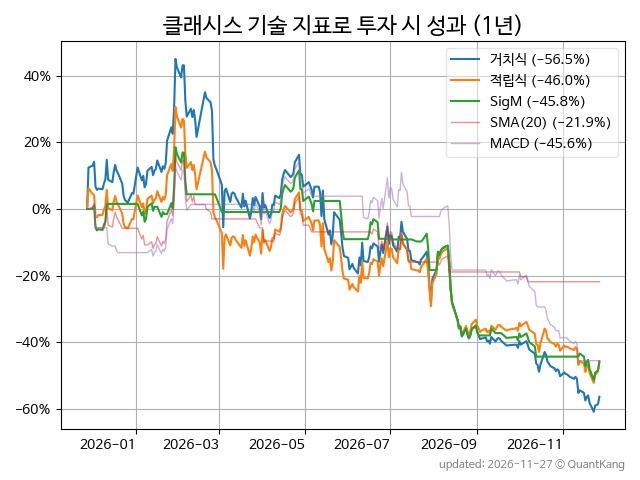 클래시스 기술 지표로 투자 시 성과 (1년)
거치식 (−56.5%)
적립식 (−46.0%)
SigM (−45.8%)
SMA(20) (−21.9%)
MACD (−45.6%)
40%
20%
0%
−20%
−40%
−60%
2026-01
2026-03
2026-05
2026-07
2026-09
2026-11
updated: 2026-11-27 © QuantKang